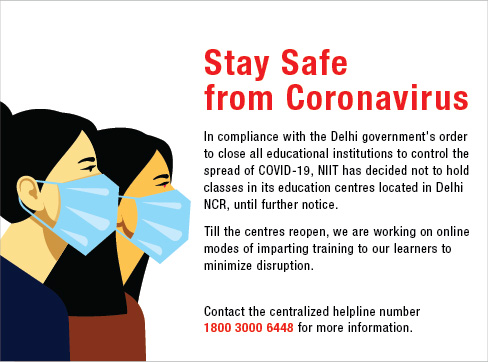 Stay Safe
from Coronavirus
In compliance with the Delhi government's order
to close all educational institutions to control the
spread of COVID-19, NIIT has decided not to hold
classes in its education centres located in Delhi
NCR, until further notice.
Till the centres reopen, we are working on online
modes of imparting training to our learners to
minimize disruption.
Contact the centralized helpline number
1800 3000 6448 for more information.